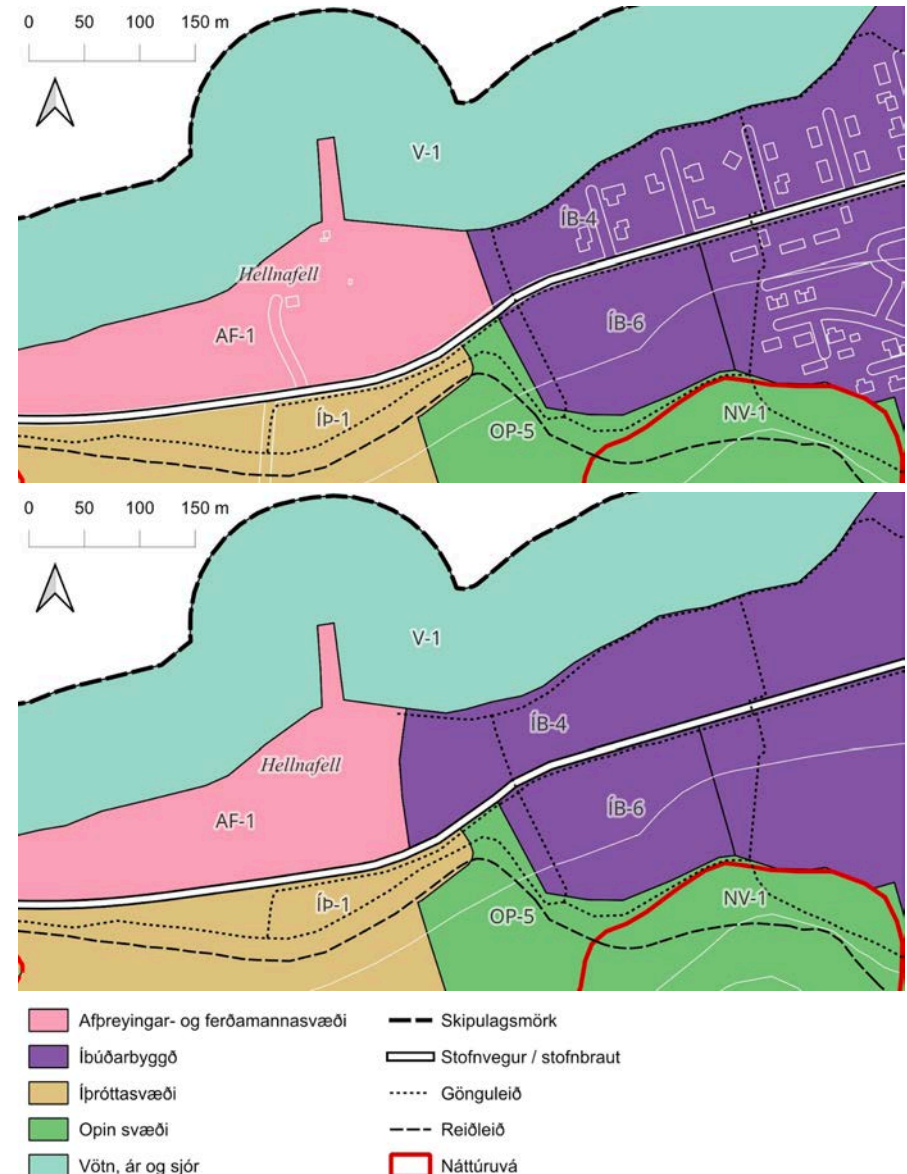 0 50 100 150 m
V-1
ÍB-4
Hellnafell
ÍB-6
AF-1
ÍÞ-1
OP-5
NV-1
0 50 100 150 m
V-1
ÍB-4
Hellnafell
ÍB-6
AF-1
ÍÞ-1
OP-5
NV-1
Afþreyingar- og ferðamannasvæði
Skipulagsmörk
Íbúðarbyggð
Stofnvegur / stofnbraut
Íþróttasvæði
Gönguleið
Opin svæði
Reiðleið
Vötn, ár og sjór
Náttúruvá